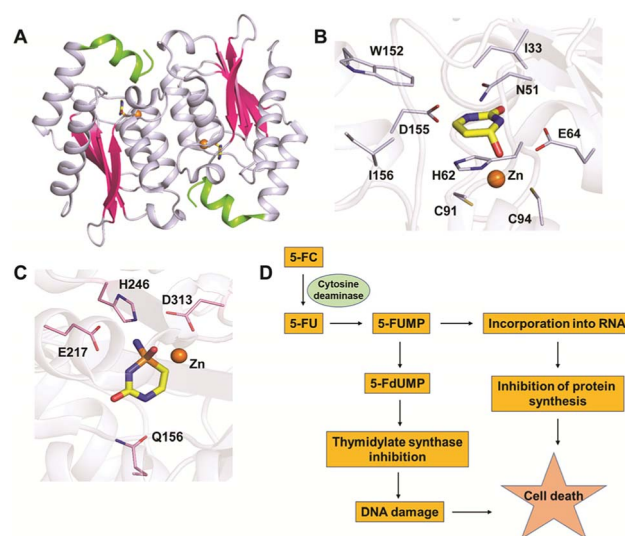 A
B
W152
I33
N51
D155
E64
I156
H62
Zn
C91
C94
C
H246
D313
E217
Zn
Q156
D
5-FC
Cytosine
deaminase
5-FU
5-FUMP
Incorporation into RNA
5-FdUMP
Inhibition of protein
synthesis
Thymidylate synthase
inhibition
Cell death
DNA damage